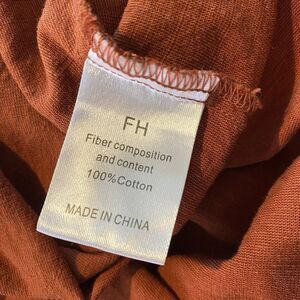 FH
Fiber composition
and content
100%Cotton
MADE IN CHINA